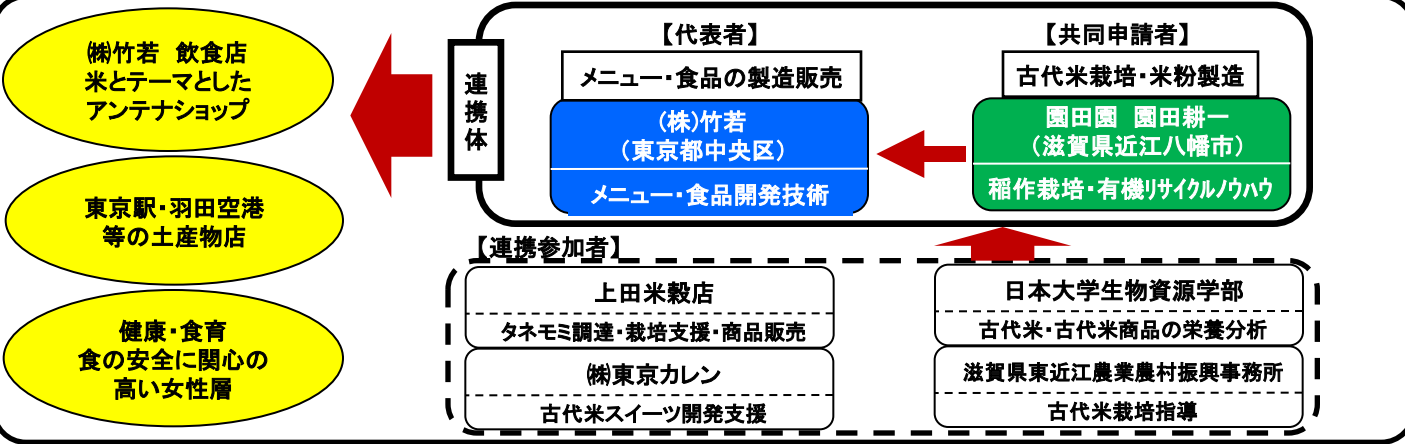 ㈱竹若 飲食店
米とテーマとした
アンテナショップ
東京駅・羽田空港
等の土産物店
健康・食育
食の安全に関心の
高い女性層
連携体
【代表者】
メニュー・食品の製造販売
(株)竹若
(東京都中央区)
メニュー・食品開発技術
【共同申請者】
古代米栽培・米粉製造
園田園 園田耕一
(滋賀県近江八幡市)
稲作栽培・有機ﾘｻｲｸﾙﾉｳﾊｳ
【連携参加者】
上田米穀店
タネモミ調達・栽培支援・商品販売
㈱東京カレン
古代米スイーツ開発支援
日本大学生物資源学部
古代米・古代米商品の栄養分析
滋賀県東近江農業農村振興事務所
古代米栽培指導